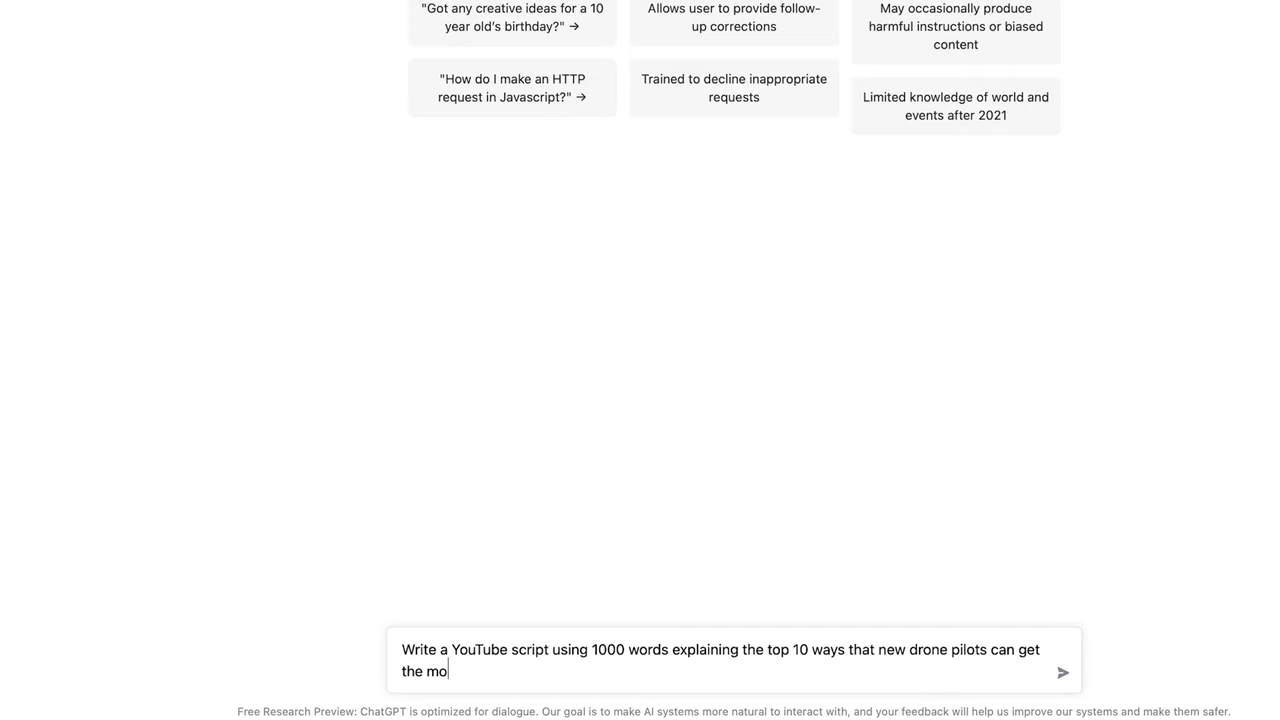 "Got any creative ideas for a 10
year old's birthday?" →
Allows user to provide follow-
up corrections
May occasionally produce
harmful instructions or biased
content
"How do I make an HTTP
request in Javascript?" →
Trained to decline inappropriate
requests
Limited knowledge of world and
events after 2021
Write a YouTube script using 1000 words explaining the top 10 ways that new drone pilots can get
the mo
Free Research Preview: ChatGPT is optimized for dialogue. Our goal is to make AI systems more natural to interact with, and your feedback will help us improve our systems and make them safer.